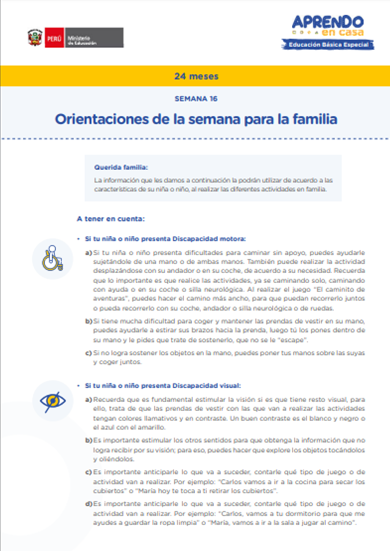 PERÚ
Ministerio
de Educación
APRENDO
en casa
Educación Básica Especial
24 meses
SEMANA 16
Orientaciones de la semana para la familia
Querida familia:
La información que les damos a continuación la podrán utilizar de acuerdo a las
características de su niña o niño, al realizar las diferentes actividades en familia.
A tener en cuenta:
• Si tu niña o niño presenta Discapacidad motora:
a) Si tu niña o niño presenta dificultades para caminar sin apoyo, puedes ayudarle
sujetándole de una mano o de ambas manos. También puede realizar la actividad
desplazándose con su andador o en su coche, de acuerdo a su necesidad. Recuerda
que lo importante es que realice las actividades, ya se caminando solo, caminando
con ayuda o en su coche o silla neurológica. Al realizar el juego "El caminito de
aventuras", puedes hacer el camino más ancho, para que puedan recorrerlo juntos
o pueda recorrerlo con su coche, andador o silla neurológica o de ruedas.
b) Si tiene mucha dificultad para coger y mantener las prendas de vestir en su mano,
puedes ayudarle a estirar sus brazos hacia la prenda, luego tú los pones dentro de
su mano y le pides que trate de sostenerlo, que no se le "escape".
c) Si no logra sostener los objetos en la mano, puedes poner tus manos sobre las suyas
y coger juntos.
• Si tu niña o niño presenta Discapacidad visual:
a) Recuerda que es fundamental estimular la visión si es que tiene resto visual, para
ello, trata de que las prendas de vestir con las que van a realizar las actividades
tengan colores llamativos y en contraste. Un buen contraste es el blanco y negro o
el azul con el amarillo.
b) Es importante estimular los otros sentidos para que obtenga la información que no
logra recibir por su visión; para eso, puedes hacer que explore los objetos tocándolos
y oliéndolos.
c) Es importante anticiparle lo que va a suceder, contarle qué tipo de juego o de
actividad van a realizar. Por ejemplo: "Carlos vamos a ir a la cocina para secar los
cubiertos" o "María hoy te toca a ti retirar los cubiertos".
d) Es importante anticiparle lo que va a suceder, contarle qué tipo de juego o de
actividad van a realizar. Por ejemplo: "Carlos, vamos a tu dormitorio para que me
ayudes a guardar la ropa limpia" o "María, vamos a ir a la sala a jugar al camino".